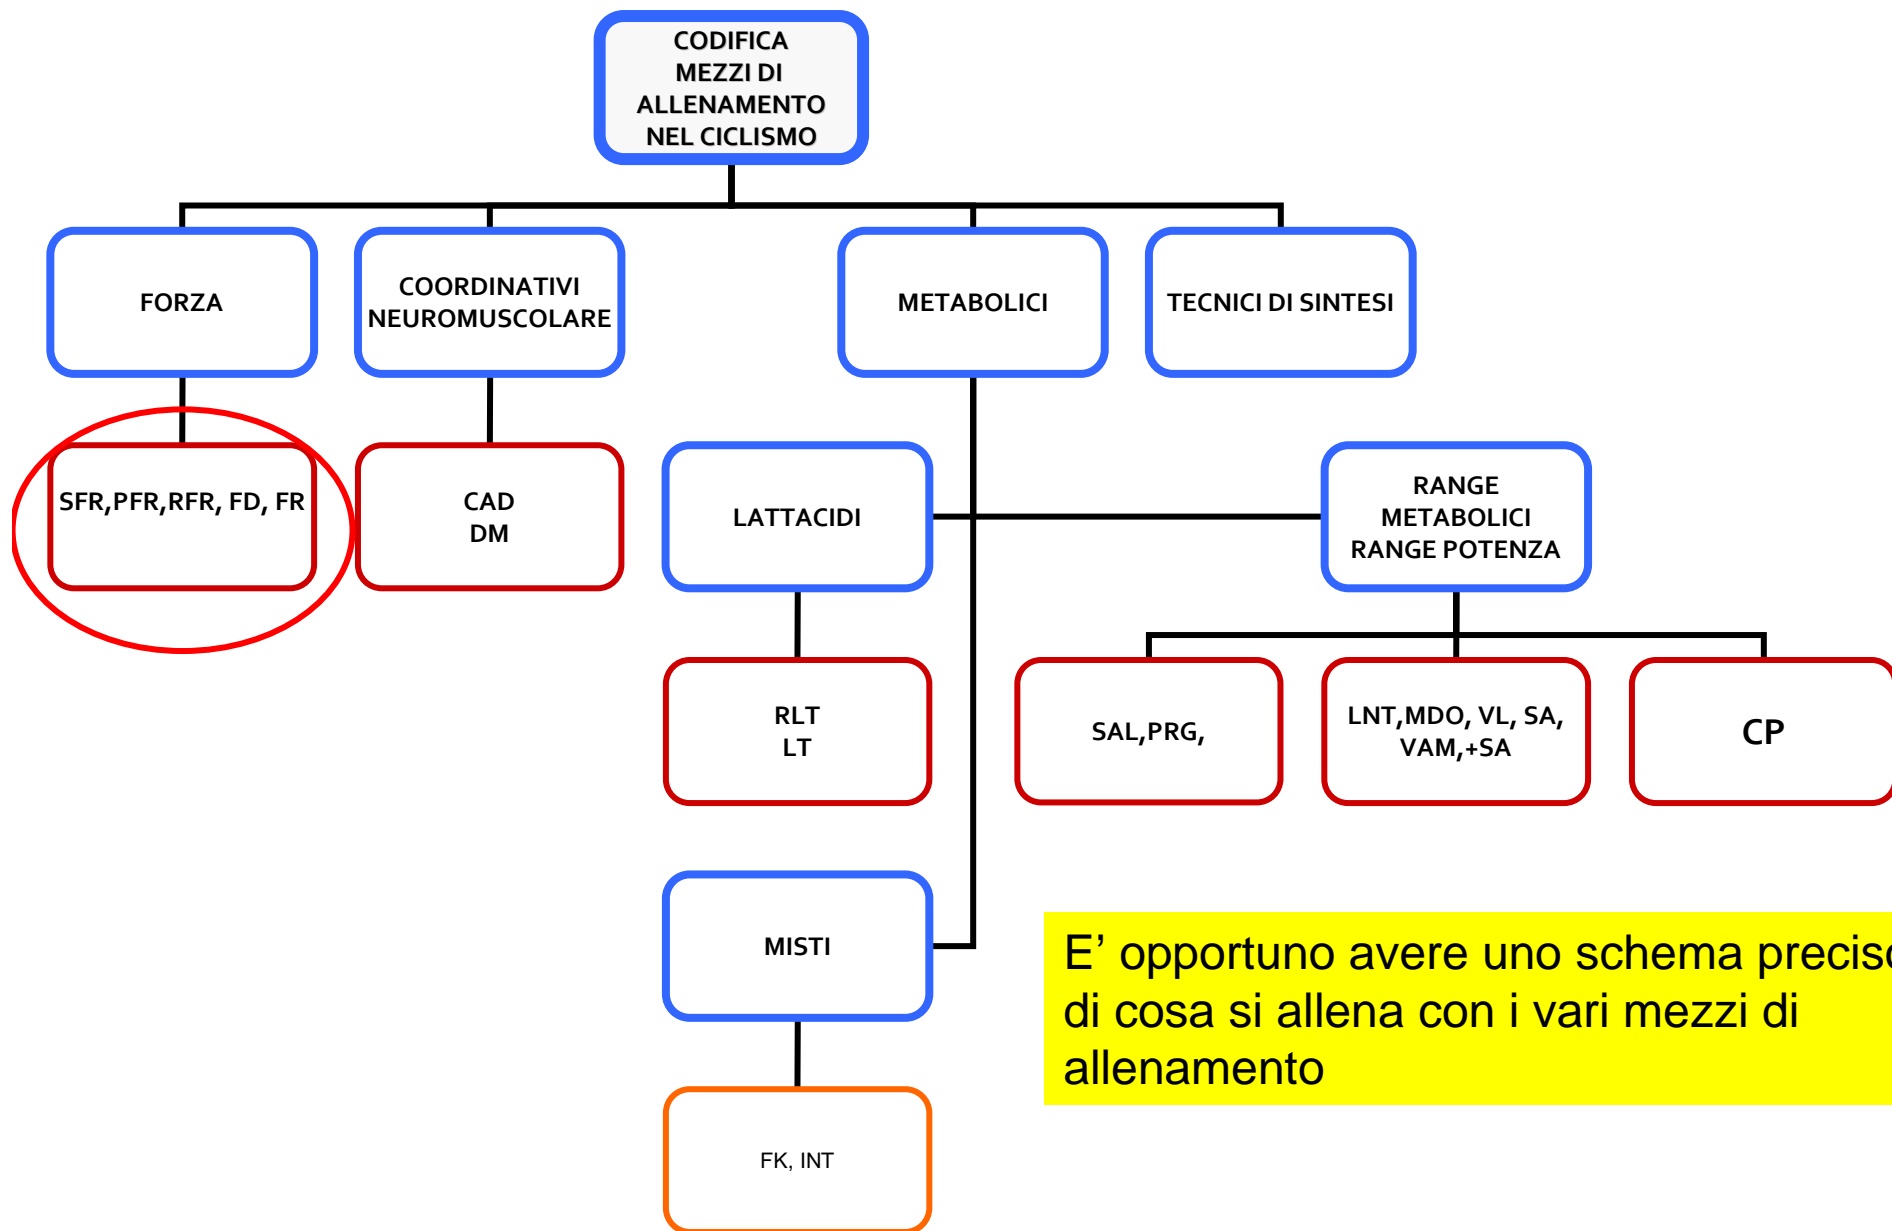 CODIFICA
MEZZI DI
ALLENAMENTO
NEL CICLISMO
FORZA
COORDINATIVI
NEUROMUSCOLARE
METABOLICI
TECNICI DI SINTESI
SFR,PFR,RFR, FD, FR
CAD
DM
LATTACIDI
RANGE
METABOLICI
RANGE POTENZA
RLT
LT
SAL,PRG,
LNT,MDO, VL, SA,
VAM,+SA
CP
MISTI
E’ opportuno avere uno schema preciso
di cosa si allena con i vari mezzi di
allenamento
FK, INT